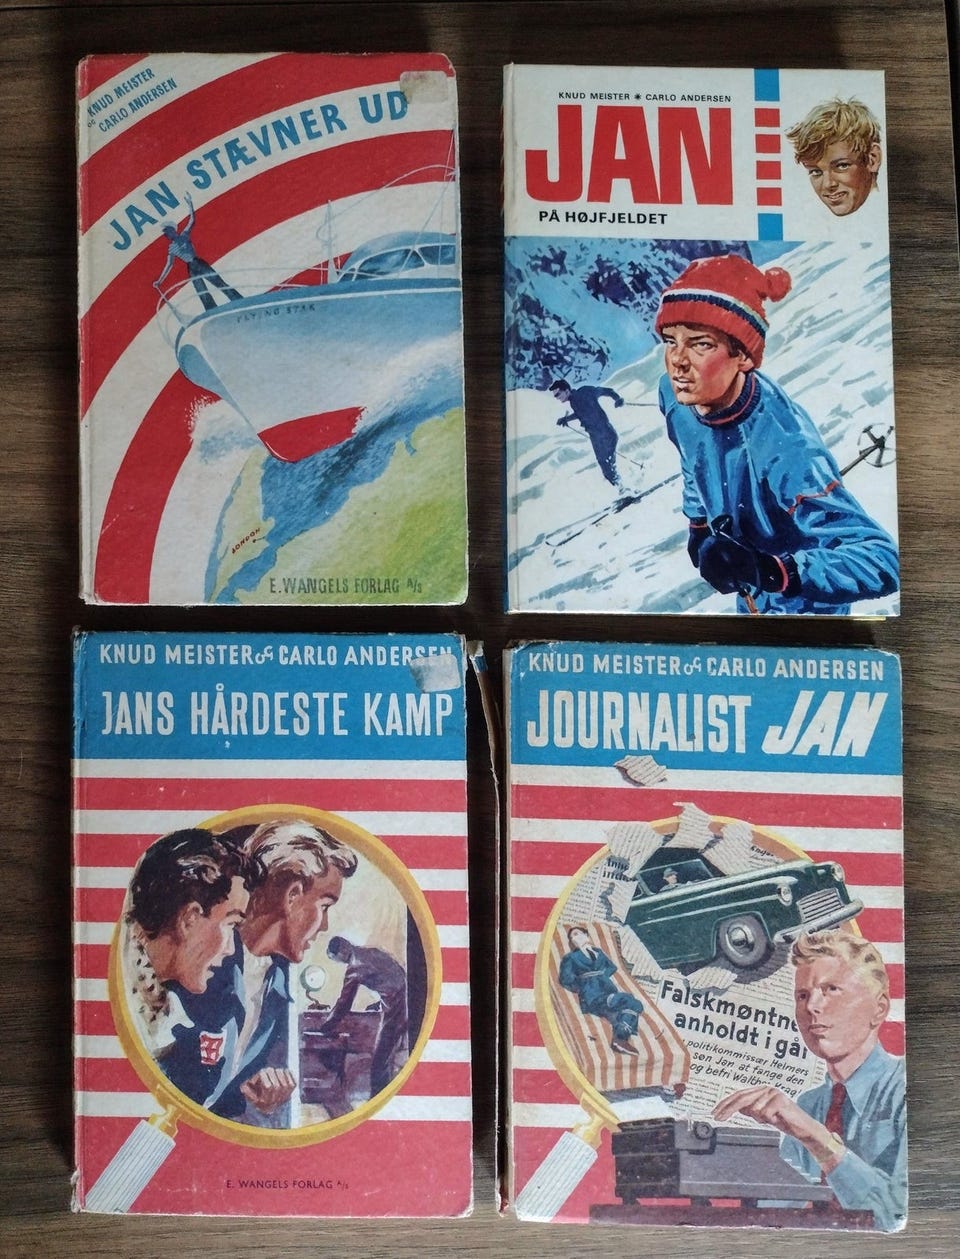 KNUD MEISTER
og CARLO ANDERSEN
JAN STÆVNER UD
FLYING STAR
LONDON
E. WANGELS FORLAG A/S
KNUD MEISTER * CARLO ANDERSEN
JAN
PÅ HØJFJELDET
KNUD MEISTER og CARLO ANDERSEN
JANS HÅRDESTE KAMP
E. WANGELS FORLAG A/S
KNUD MEISTER og CARLO ANDERSEN
JOURNALIST JAN
Falskmøntne
anholdt i går
politikommissær Helmers
søn Jan at fange den
og befri Walther Krag